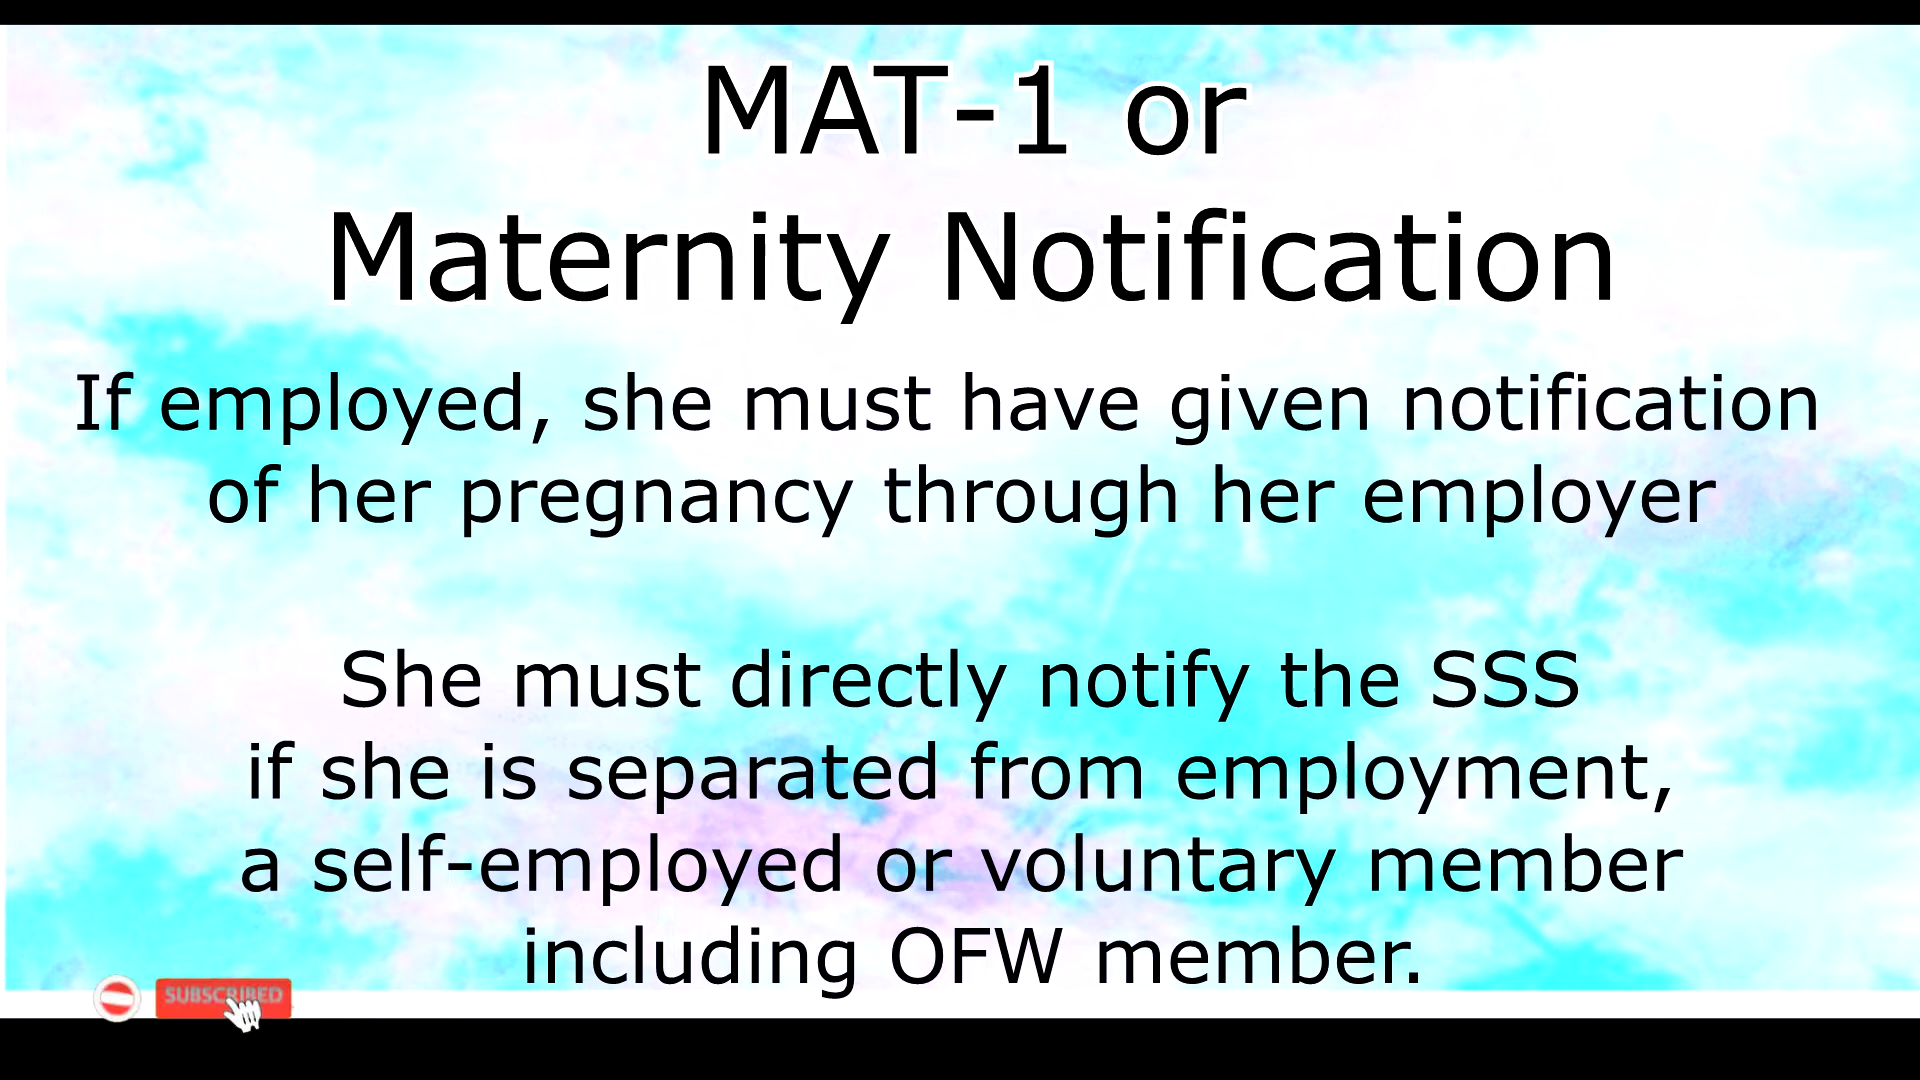 MAT-1 or
Maternity Notification
If employed, she must have given notification
of her pregnancy through her employer
She must directly notify the SSS
if she is separated from employment,
a self-employed or voluntary member
including OFW member.
SUBSCRIBED